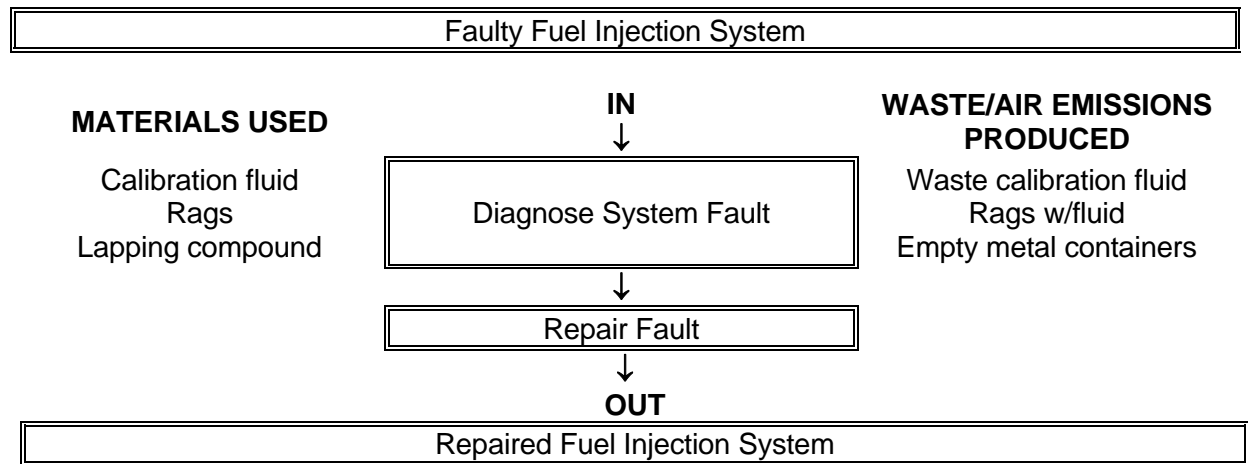 Faulty Fuel Injection System
MATERIALS USED
Calibration fluid
Rags
Lapping compound
IN
↓
Diagnose System Fault
↓
Repair Fault
↓
OUT
WASTE/AIR EMISSIONS
PRODUCED
Waste calibration fluid
Rags w/fluid
Empty metal containers
Repaired Fuel Injection System